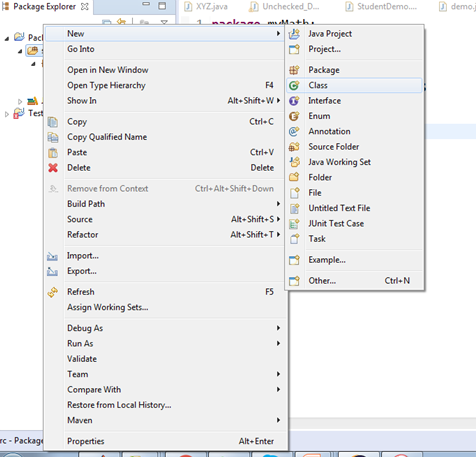 Package Explorer
XYZ.java
Unchecked_D...
StudentDemo.
demo.j
1 package myMath;
Pack
Test
New
Go Into
Open in New Window
Open Type Hierarchy F4
Show In Alt+Shift+W
Copy Ctrl+C
Copy Qualified Name
Paste Ctrl+V
Delete Delete
Remove from Context Ctrl+Alt+Shift+Down
Build Path
Source Alt+Shift+S
Refactor Alt+Shift+T
Import...
Export...
Refresh F5
Assign Working Sets...
Debug As
Run As
Validate
Team
Compare With
Restore from Local History...
Maven
Properties Alt+Enter
Java Project
Project...
Package
Class
Interface
Enum
Annotation
Source Folder
Java Working Set
Folder
File
Untitled Text File
JUnit Test Case
Task
Example...
Other... Ctrl+N
rc - Package